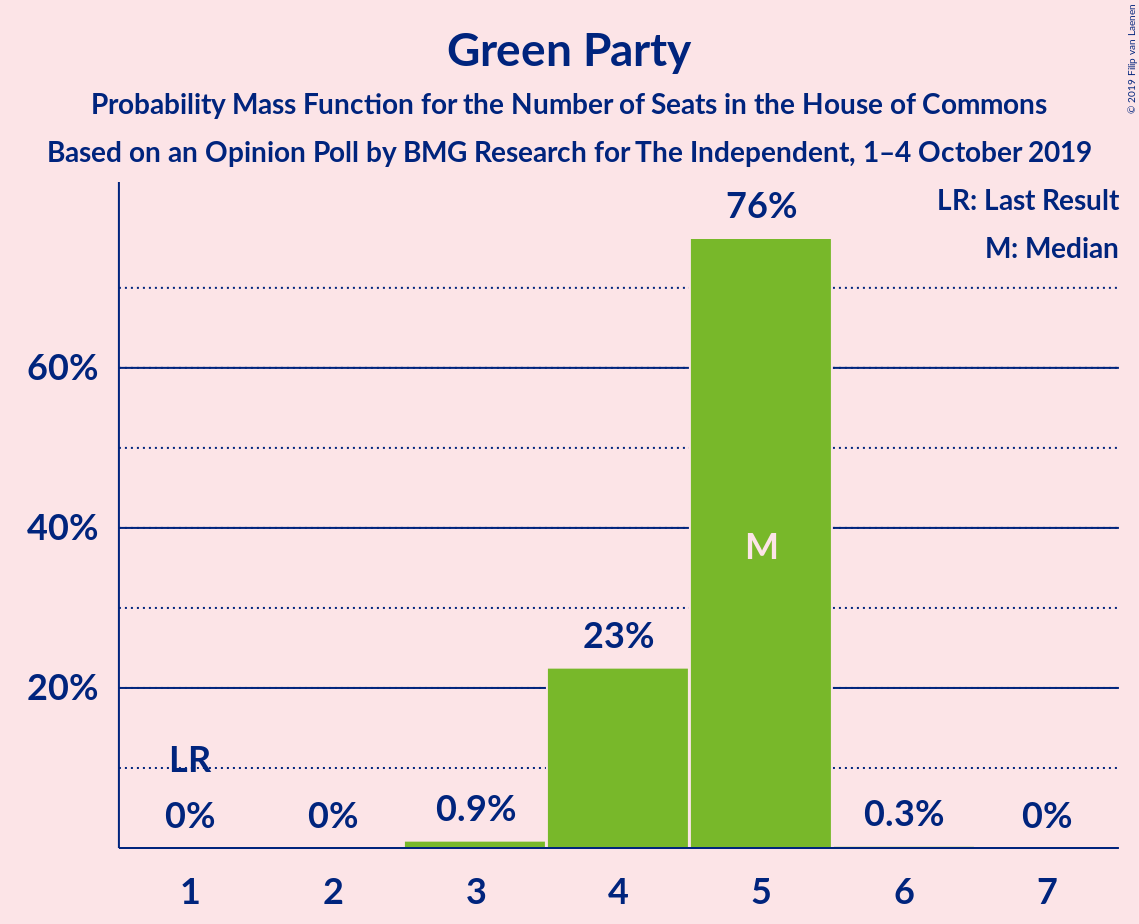 Green Party
Probability Mass Function for the Number of Seats in the House of Commons
Based on an Opinion Poll by BMG Research for The Independent, 1–4 October 2019
© 2019 Filip van Laenen
LR: Last Result
M: Median
76%
60%
40%
M
23%
20%
LR
0%
0%
0.9%
0.3%
0%
1
2
3
4
5
6
7